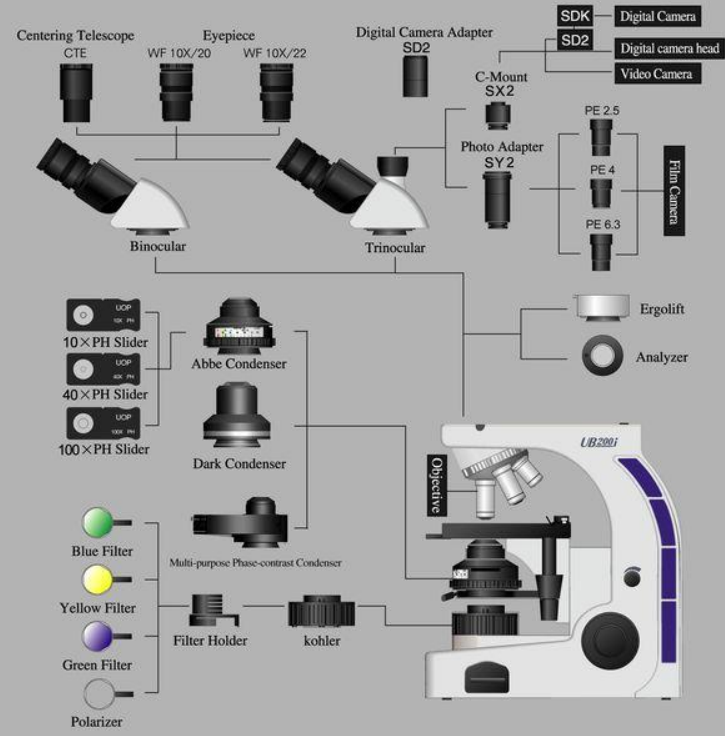 Centering Telescope
CTE
Eyepiece
WF 10X/20
WF 10X/22
Digital Camera Adapter
SD2
C-Mount
SX2
SDK
Digital Camera
SD2
Digital camera head
Video Camera
Photo Adapter
SY2
PE 2.5
PE 4
PE 6.3
Film Camera
Binocular
Trinocular
Ergolift
Analyzer
UOP
10X PH
10×PH Slider
UOP
40X PH
40×PH Slider
UOP
100X PH
100×PH Slider
Abbe Condenser
Dark Condenser
Multi-purpose Phase-contrast Condenser
Objective
UB200i
Blue Filter
Yellow Filter
Green Filter
Polarizer
Filter Holder
kohler